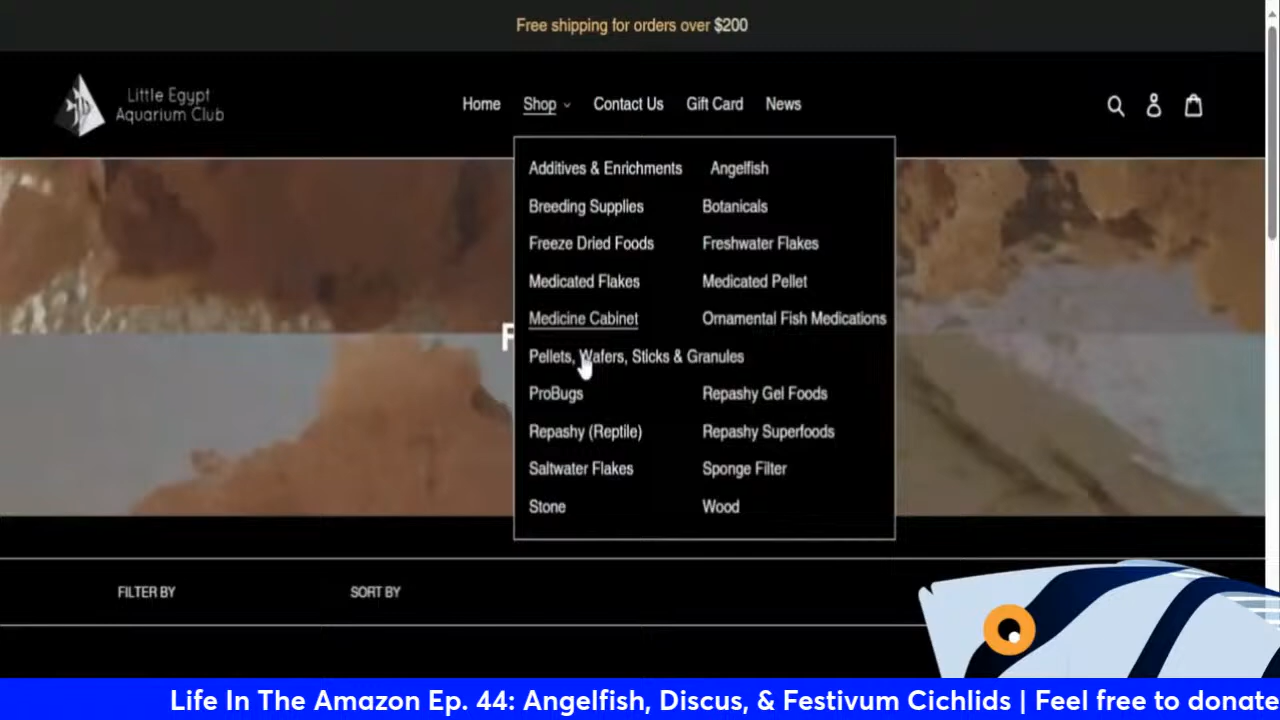 Free shipping for orders over $200
Little Egypt
Aquarium Club
Home Shop Contact Us Gift Card News
Additives & Enrichments Angelfish
Breeding Supplies Botanicals
Freeze Dried Foods Freshwater Flakes
Medicated Flakes Medicated Pellet
Medicine Cabinet Ornamental Fish Medications
Pellets, Wafers, Sticks & Granules
ProBugs Repashy Gel Foods
Repashy (Reptile) Repashy Superfoods
Saltwater Flakes Sponge Filter
Stone Wood
FILTER BY SORT BY
Life In The Amazon Ep. 44: Angelfish, Discus, & Festivum Cichlids | Feel free to donate